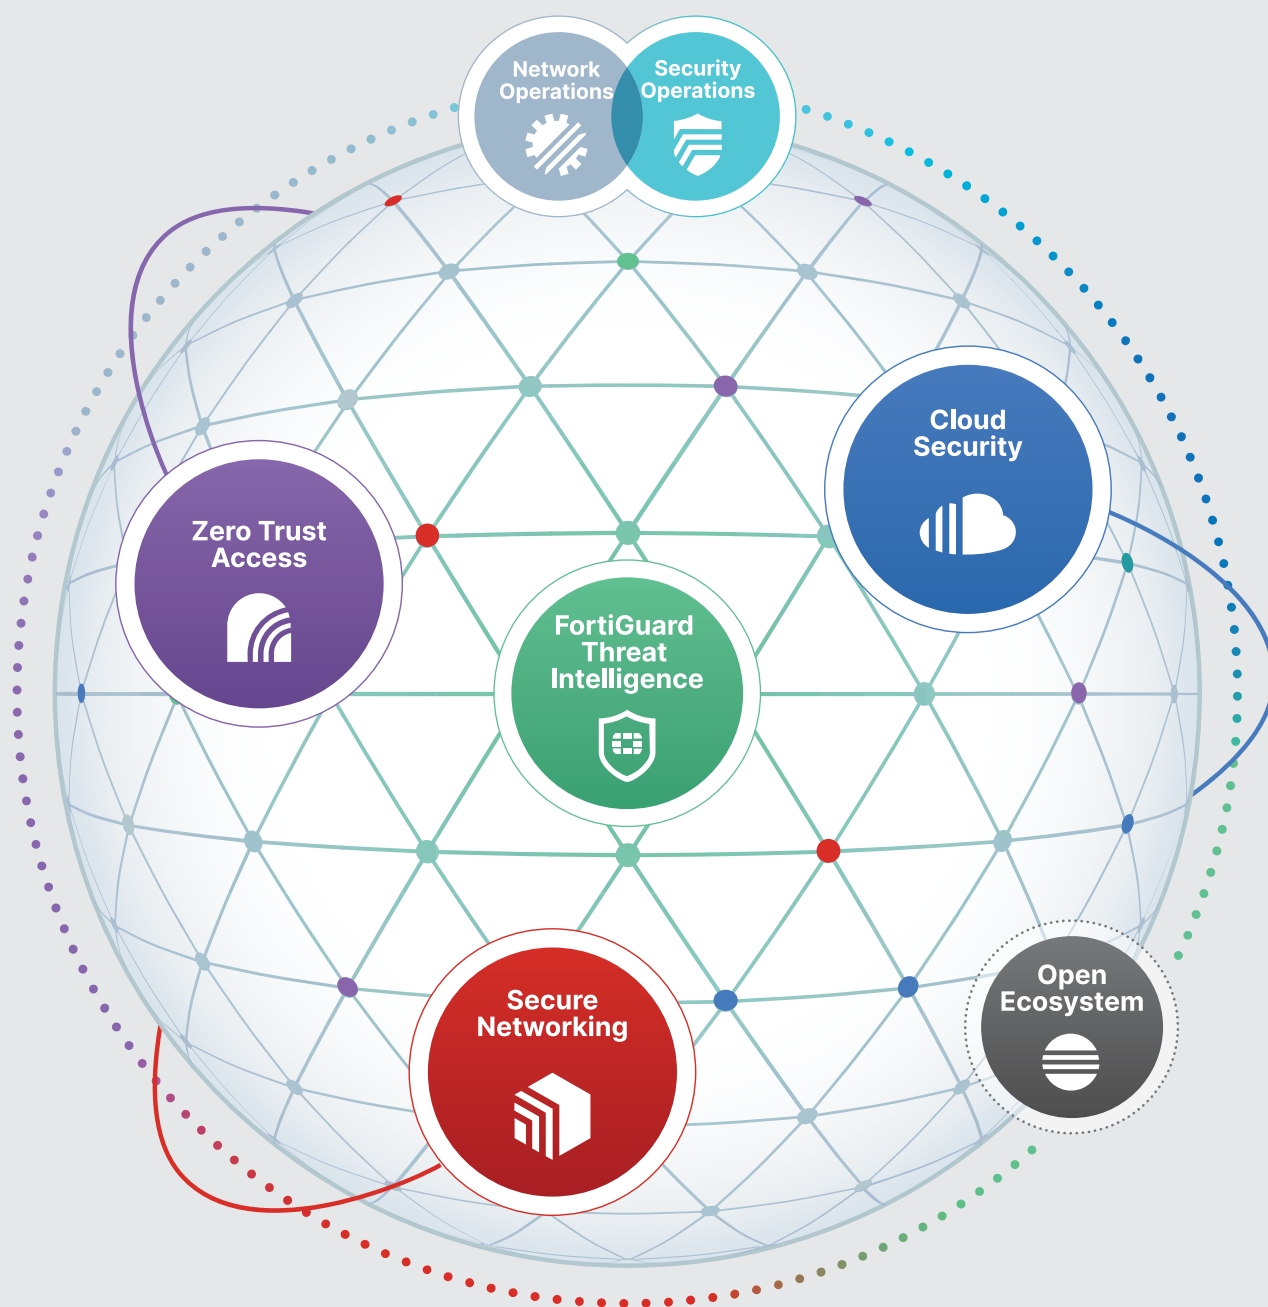 Network
Operations
Security
Operations
Cloud
Security
Zero Trust
Access
FortiGuard
Threat
Intelligence
Open
Ecosystem
Secure
Networking